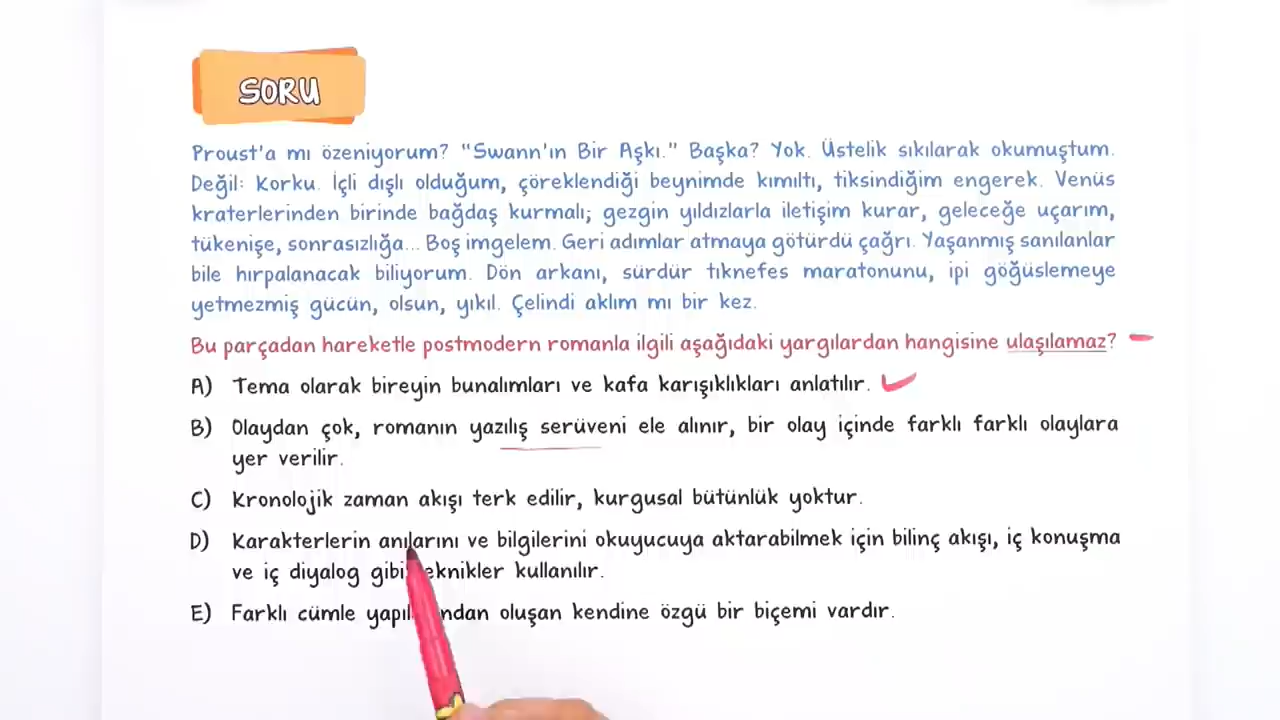 SORU
Proust'a mı özeniyorum? "Swann'ın Bir Aşkı." Başka? Yok. Üstelik sıkılarak okumuştum.
Değil: Korku. İçli dışlı olduğum, çöreklendiği beynimde kımıltı, tiksindiğim engerek. Venüs
kraterlerinden birinde bağdaş kurmalı; gezgin yıldızlarla iletişim kurar, geleceğe uçarım,
tükenişe, sonrasızlığa... Boş imgelem. Geri adımlar atmaya götürdü çağrı. Yaşanmış sanılanlar
bile hırpalanacak biliyorum. Dön arkanı, sürdür tıknefes maratonunu, ipi göğüslemeye
yetmezmiş gücün, olsun, yıkıl. Çelindi aklım mı bir kez.
Bu parçadan hareketle postmodern romanla ilgili aşağıdaki yargılardan hangisine ulaşılamaz?
A) Tema olarak bireyin bunalımları ve kafa karışıklıkları anlatılır.
B) Olaydan çok, romanın yazılış serüveni ele alınır, bir olay içinde farklı farklı olaylara
yer verilir.
C) Kronolojik zaman akışı terk edilir, kurgusal bütünlük yoktur.
D) Karakterlerin anılarını ve bilgilerini okuyucuya aktarabilmek için bilinç akışı, iç konuşma
ve iç diyalog gibi kullanılır.
E) Farklı cümle oluşan kendine özgü bir biçemi vardır.